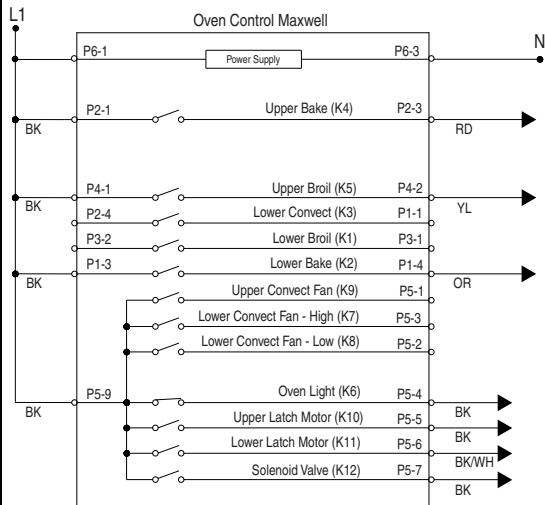 L1
Oven Control Maxwell
N
P6-1 Power Supply P6-3
P2-1 Upper Bake (K4) P2-3
BK RD
P4-1 Upper Broil (K5) P4-2
BK YL
P2-4 Lower Convect (K3) P1-1
P3-2 Lower Broil (K1) P3-1
P1-3 Lower Bake (K2) P1-4
BK OR
Upper Convect Fan (K9) P5-1
Lower Convect Fan - High (K7) P5-3
Lower Convect Fan - Low (K8) P5-2
P5-9 Oven Light (K6) P5-4
BK BK
Upper Latch Motor (K10) P5-5
BK
Lower Latch Motor (K11) P5-6
BK/WH
Solenoid Valve (K12) P5-7
BK